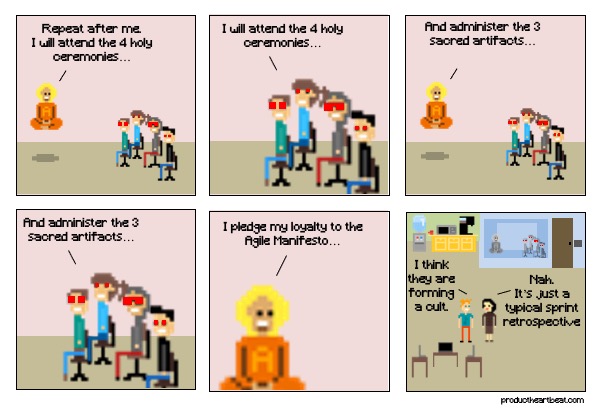 Repeat after me.
I will attend the 4 holy
ceremonies...
I will attend the 4 holy
ceremonies...
And administer the 3
sacred artifacts...
And administer the 3
sacred artifacts...
I pledge my loyalty to the
Agile Manifesto...
I think
they are
forming
a cult.
Nah.
It's just a
typical sprint
retrospective
productheartbeat.com